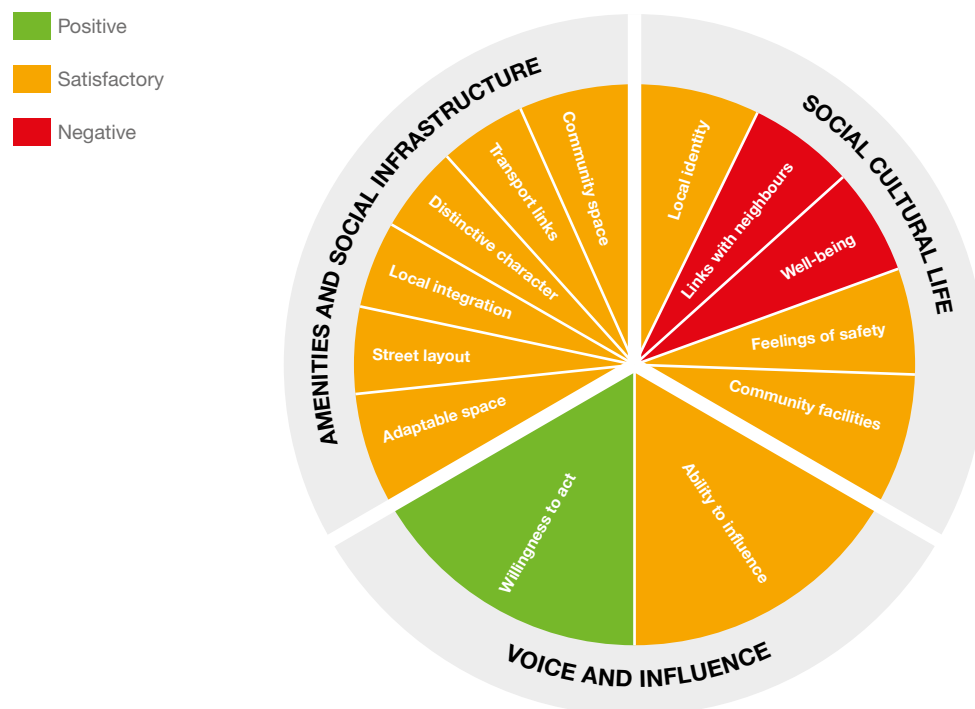 Positive
Satisfactory
Negative
AMENITIES AND SOCIAL INFRASTRUCTURE
SOCIAL CULTURAL LIFE
VOICE AND INFLUENCE
Community space
Transport links
Distinctive character
Local integration
Street layout
Adaptable space
Local identity
Links with neighbours
Well-being
Feelings of safety
Community facilities
Willingness to act
Ability to influence